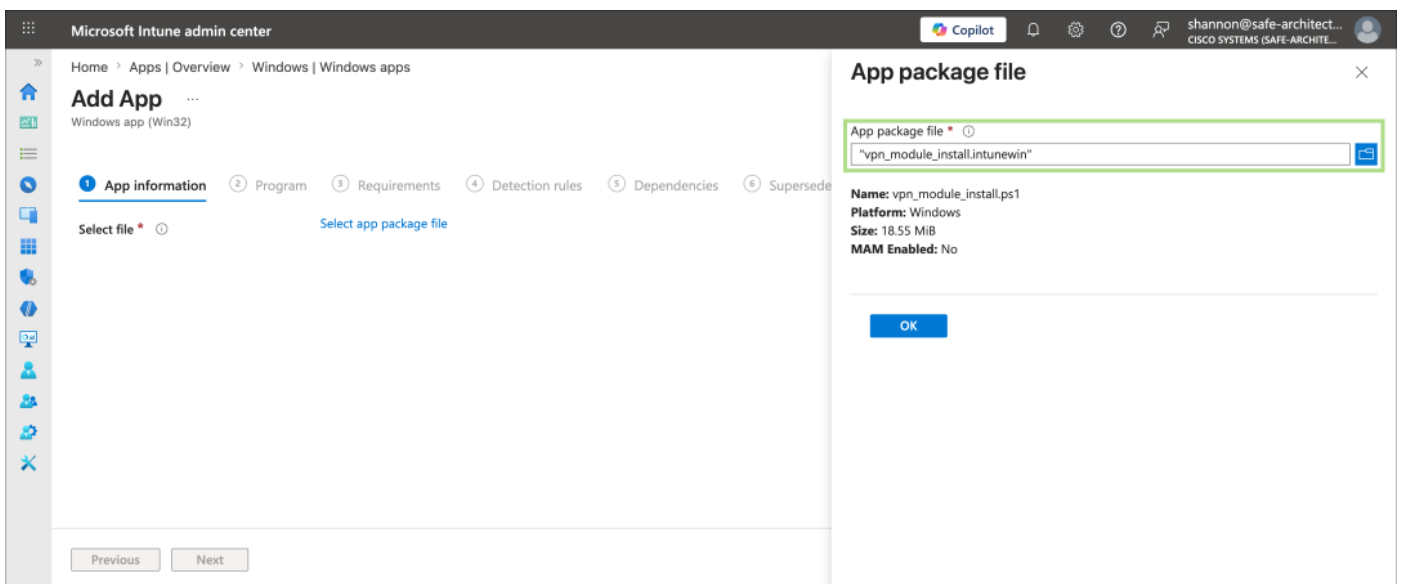 Microsoft Intune admin center
Copilot
shannon@safe-architect...
CISCO SYSTEMS (SAFE-ARCHITE...
Home > Apps | Overview > Windows | Windows apps
Add App ...
Windows app (Win32)
1 App information 2 Program 3 Requirements 4 Detection rules 5 Dependencies 6 Supersede
Select file * Select app package file
Previous Next
App package file
App package file *
"vpn_module_install.intunewin"
Name: vpn_module_install.ps1
Platform: Windows
Size: 18.55 MiB
MAM Enabled: No
OK